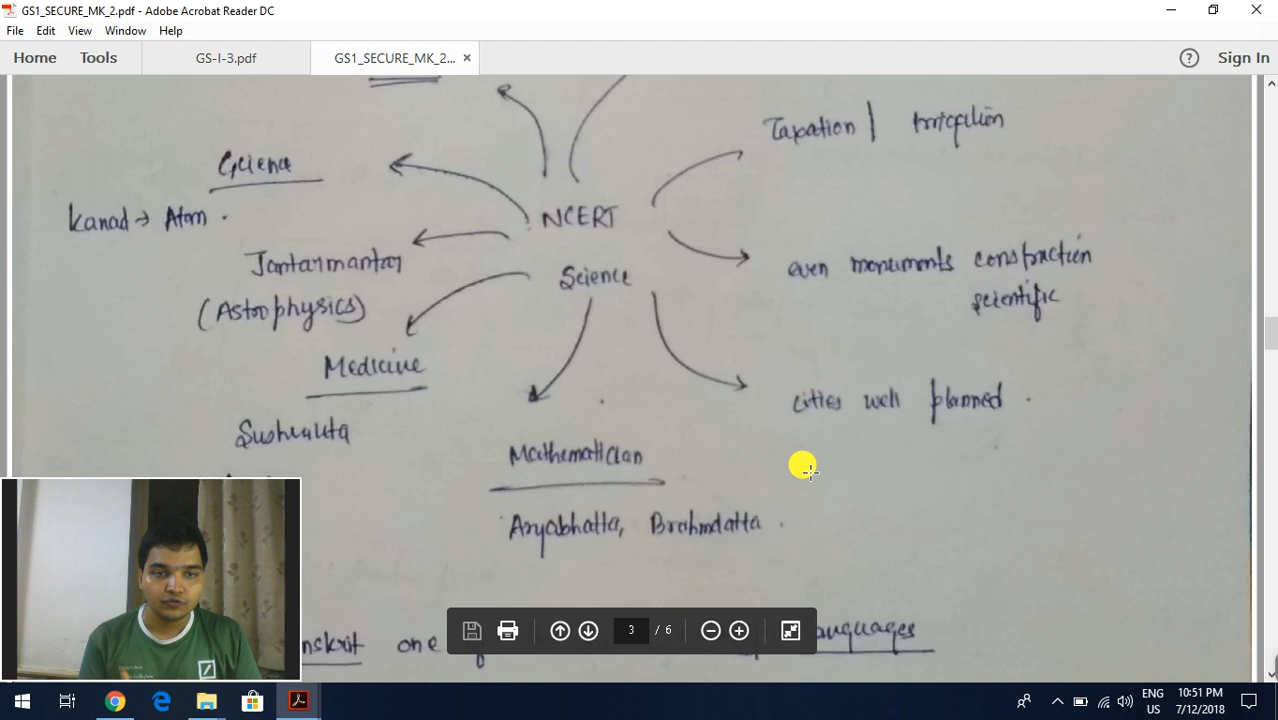 GS1_SECURE_MK_2.pdf - Adobe Acrobat Reader DC
File Edit View Window Help
Home Tools GS-I-3.pdf GS1_SECURE_MK_2... × ? Sign In
Taxation | Irrigation
Science
Kanad → Atom .
NCERT
Science
Jantarmantar
(Astrophysics)
even monuments construction
scientific
Medicine
cities well planned .
Sushruta
Mathematician
Aryabhatta, Brahmdatta .
3 / 6
nskrit one languages
ENG
US
10:51 PM
7/12/2018